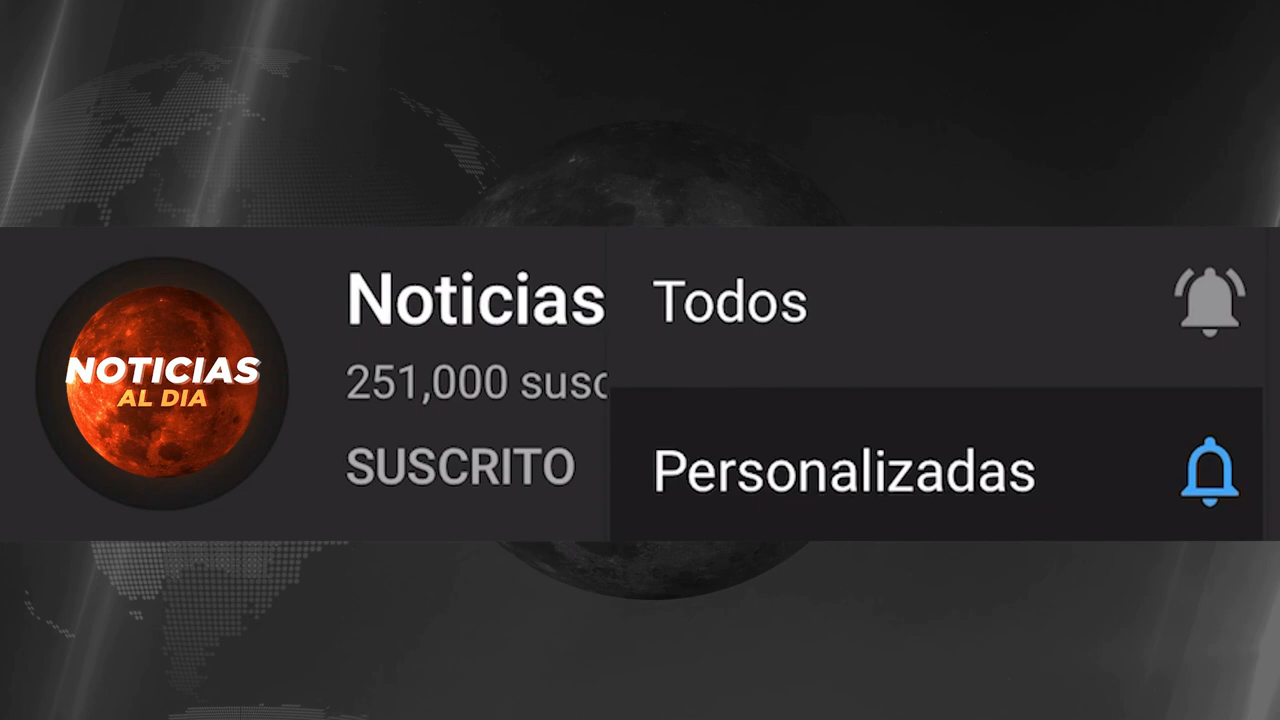 NOTICIAS
AL DIA
Noticias
251,000 susc
SUSCRITO
Todos
Personalizadas